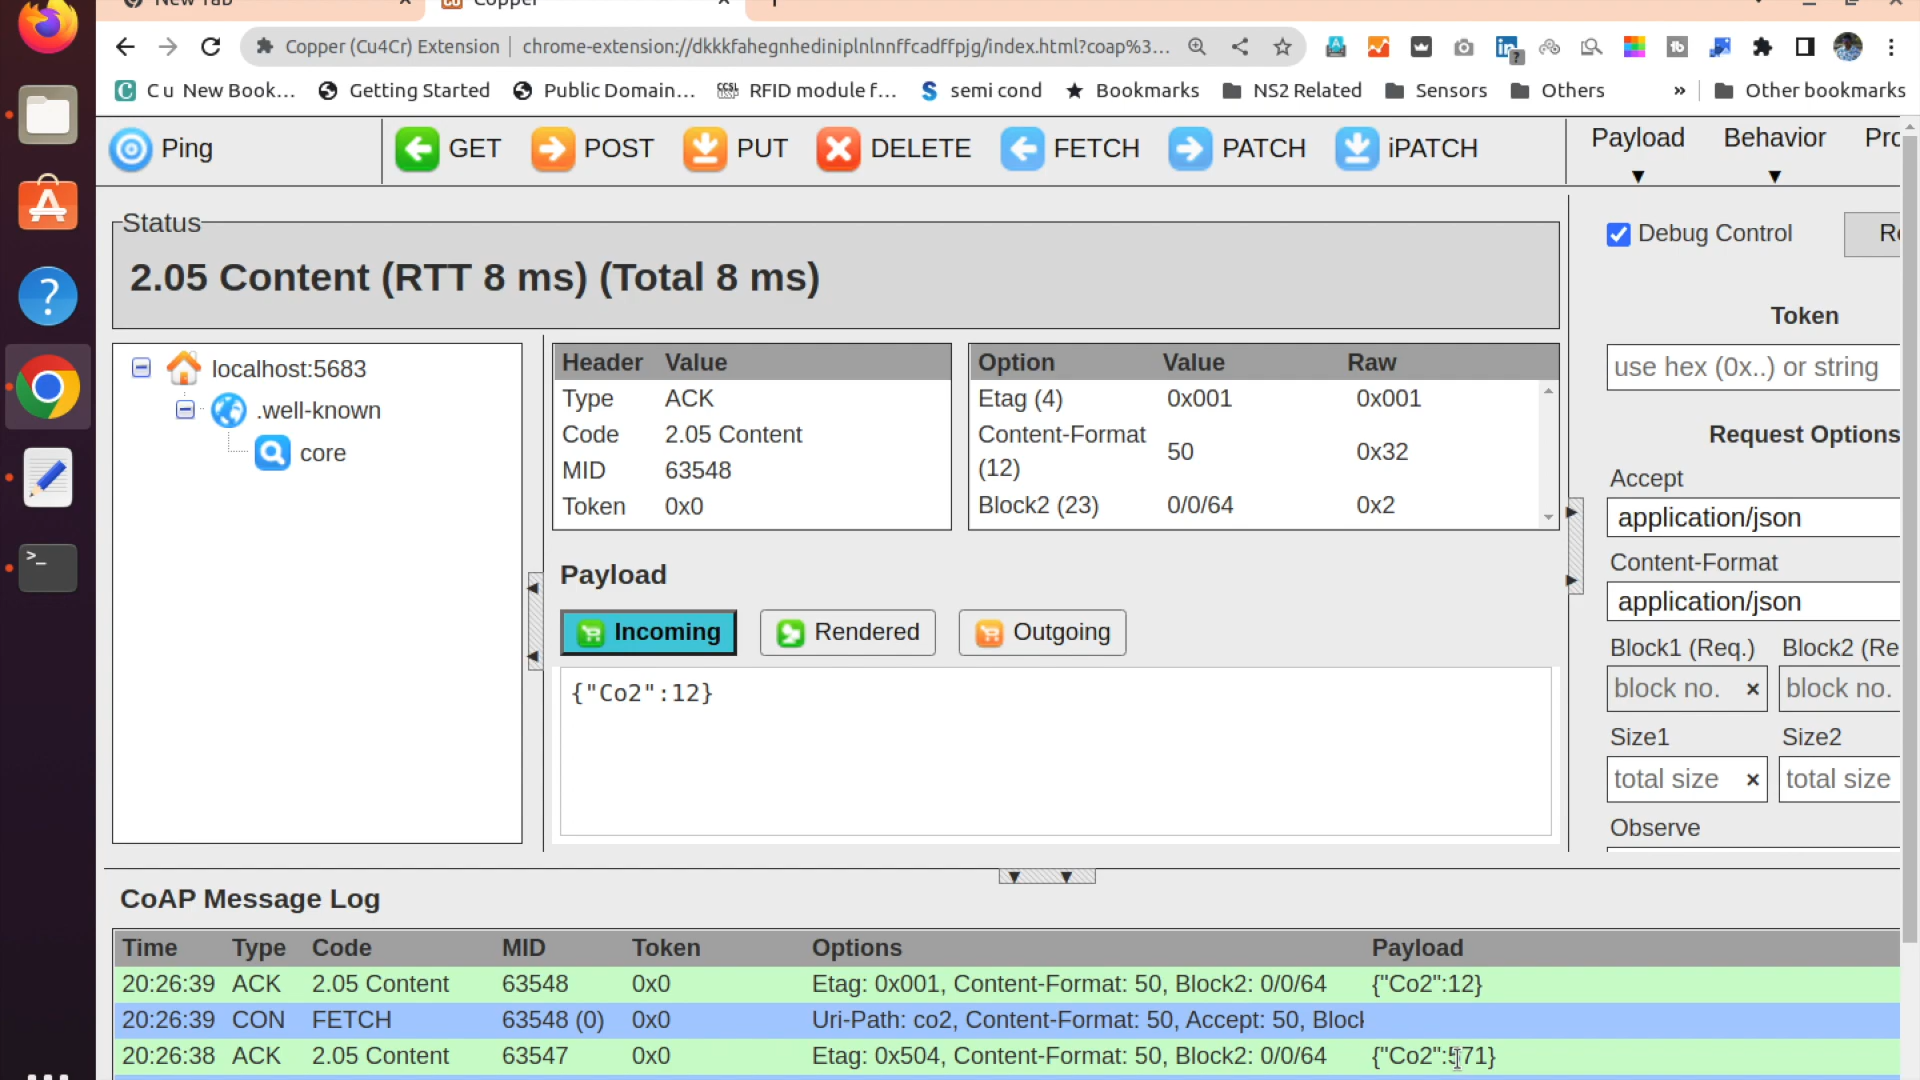 New Tab
Copper
Copper (Cu4Cr) Extension | chrome-extension://dkkkfahegnhediniplnlnnffcadffpjg/index.html?coap%3...
C u New Book... Getting Started Public Domain... RFID module f... semi cond Bookmarks NS2 Related Sensors Others » Other bookmarks
Ping GET POST PUT DELETE FETCH PATCH iPATCH Payload Behavior
Status
2.05 Content (RTT 8 ms) (Total 8 ms)
Debug Control
Token
use hex (0x..) or string
localhost:5683
.well-known
core
Header Value
Type ACK
Code 2.05 Content
MID 63548
Token 0x0
Option Value Raw
Etag (4) 0x001 0x001
Content-Format (12) 50 0x32
Block2 (23) 0/0/64 0x2
Request Options
Accept
application/json
Content-Format
application/json
Block1 (Req.) Block2 (Re
block no. × block no.
Size1 Size2
total size × total size
Observe
Payload
Incoming Rendered Outgoing
{"Co2":12}
CoAP Message Log
Time Type Code MID Token Options Payload
20:26:39 ACK 2.05 Content 63548 0x0 Etag: 0x001, Content-Format: 50, Block2: 0/0/64 {"Co2":12}
20:26:39 CON FETCH 63548 (0) 0x0 Uri-Path: co2, Content-Format: 50, Accept: 50, Block
20:26:38 ACK 2.05 Content 63547 0x0 Etag: 0x504, Content-Format: 50, Block2: 0/0/64 {"Co2":571}